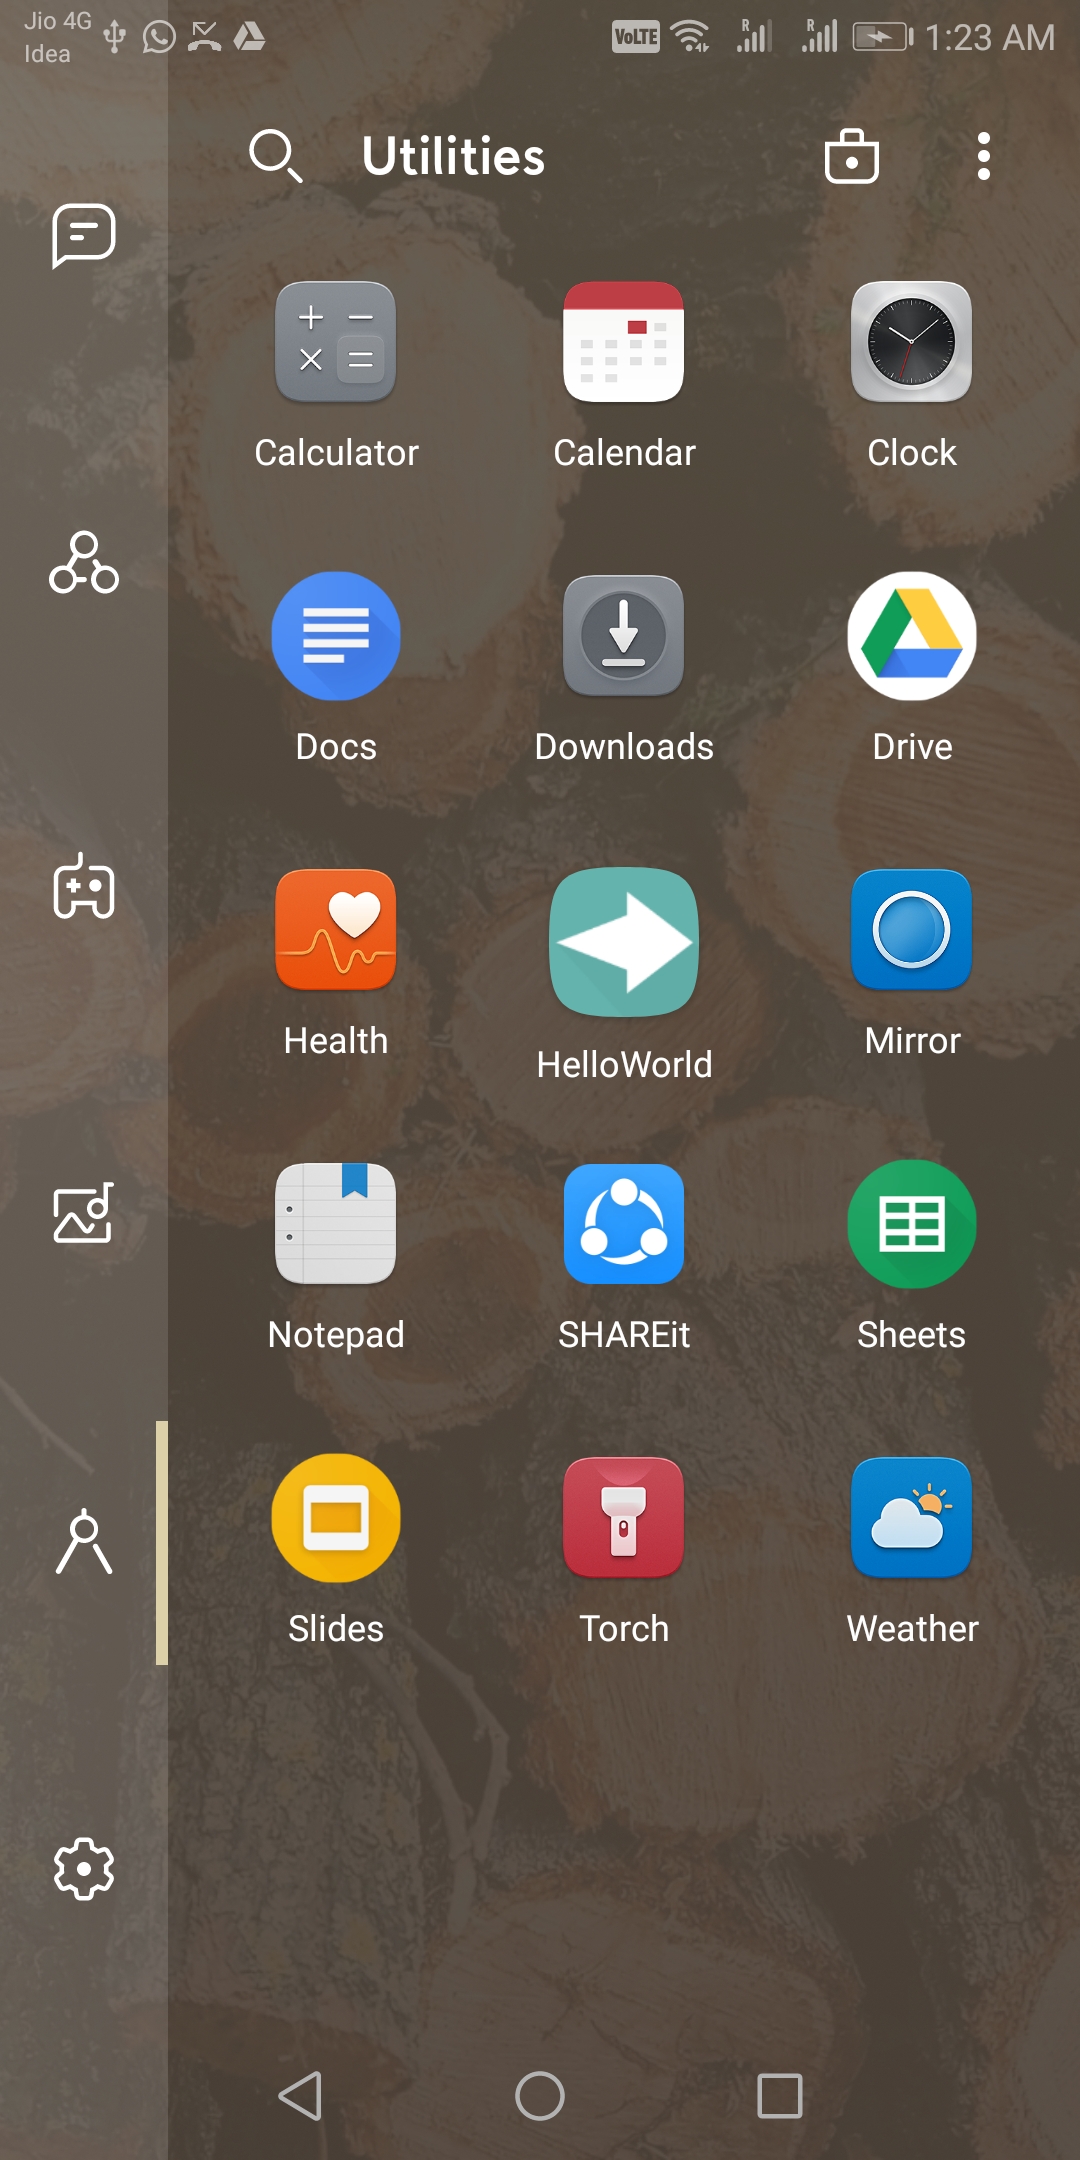 Jio 4G
Idea
VoLTE
R
R
1:23 AM
Utilities
Calculator
Calendar
Clock
Docs
Downloads
Drive
Health
HelloWorld
Mirror
Notepad
SHAREit
Sheets
Slides
Torch
Weather